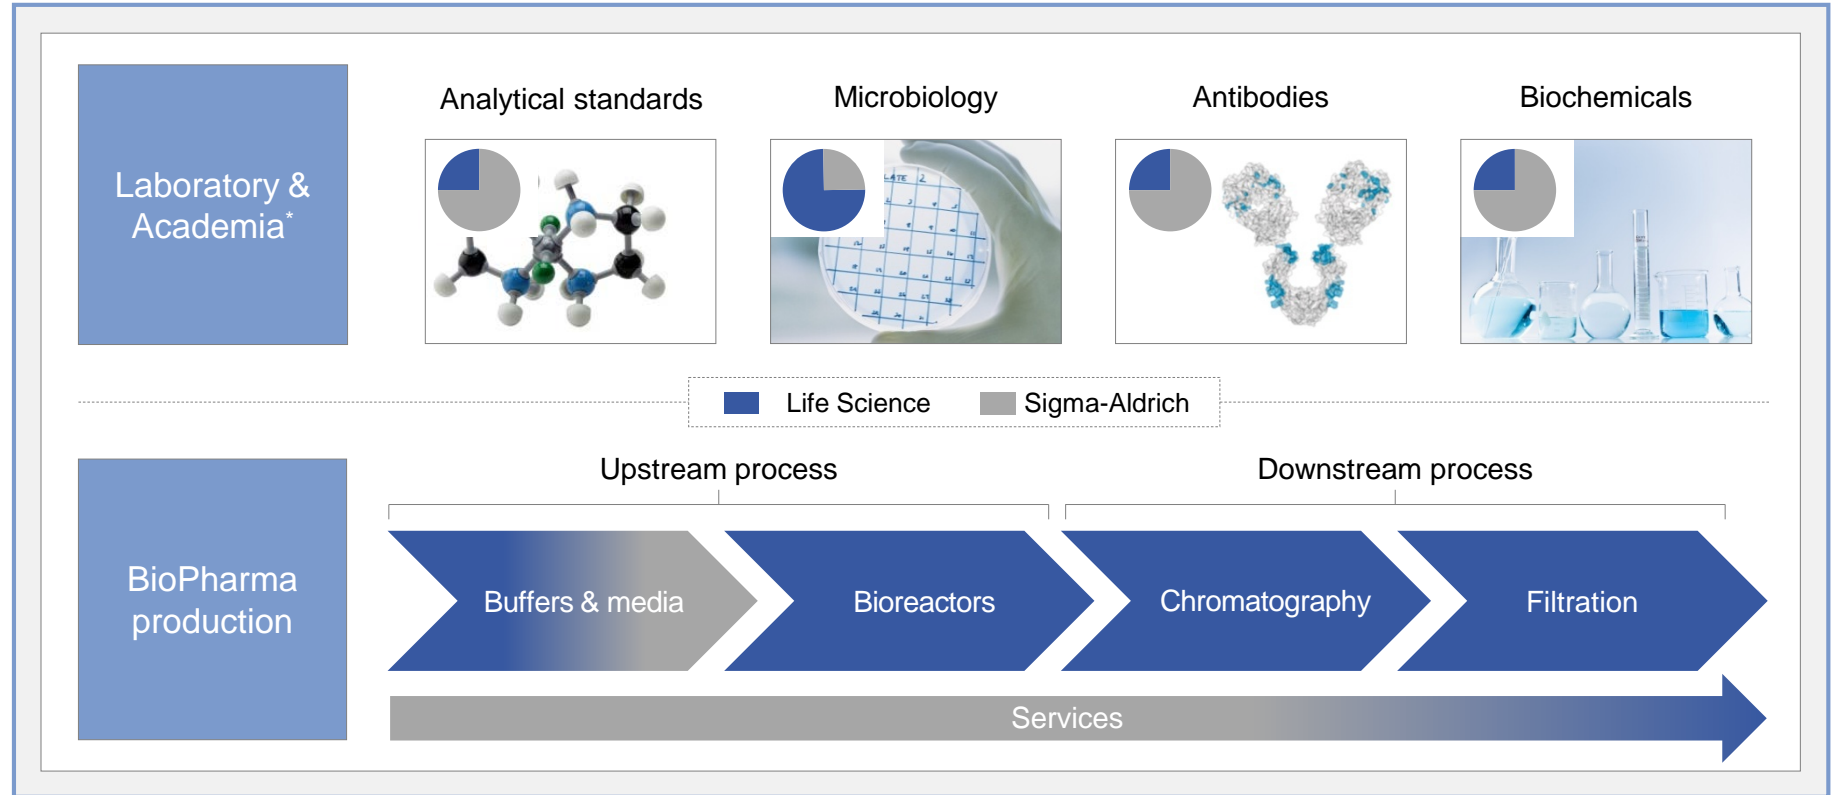 Analytical standards
Microbiology
Antibodies
Biochemicals
Laboratory &
Academia*
Life Science
Sigma-Aldrich
Upstream process
Downstream process
BioPharma
production
Buffers & media
Bioreactors
Chromatography
Filtration
Services